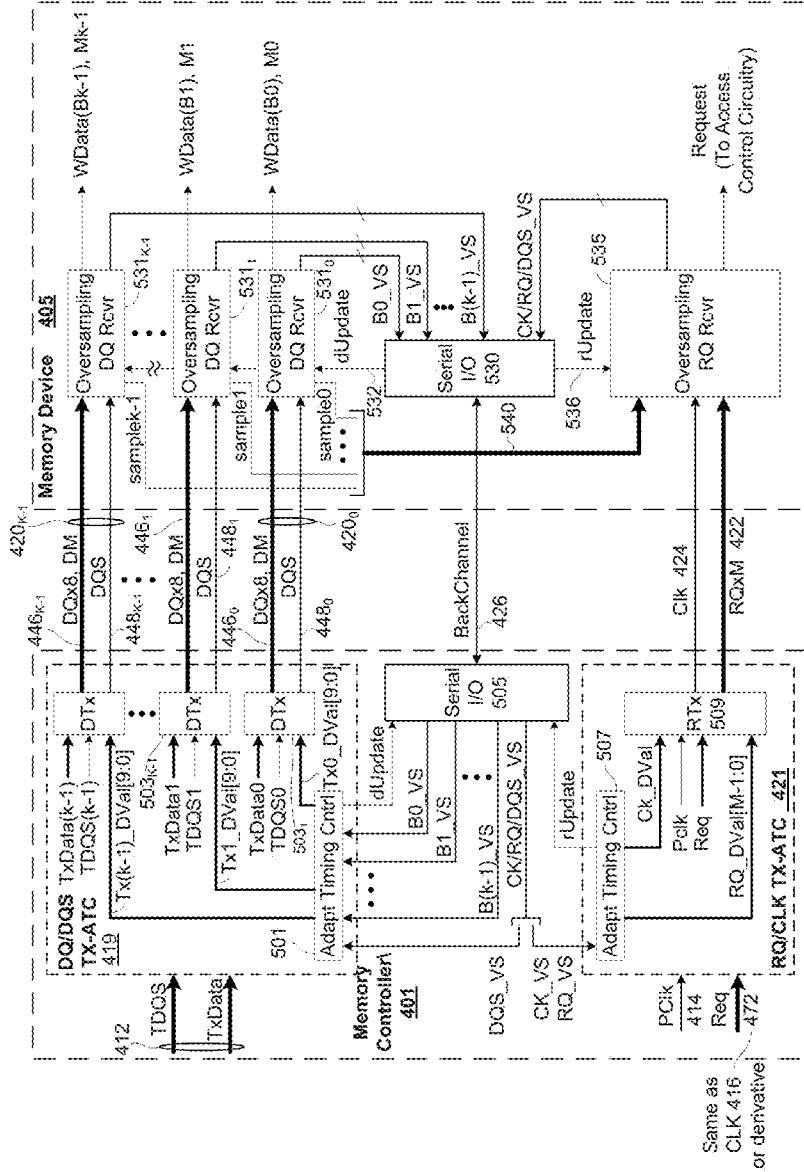 Memory Device 405
WData(Bk-1), Mk-1
WData(B1), M1
WData(B0), M0
Oversampling
DQ Rcvr
531K-1
Oversampling
DQ Rcvr
531₁
Oversampling
DQ Rcvr
531₀
samplek-1
sample1
sample0
dUpdate
532
B0_VS
B1_VS
B(k-1)_VS
CK/RQ/DQS_VS
Serial
I/O
530
540
536
rUpdate
535
Oversampling
RQ Rcvr
Request
(To Access
Control Circuitry)
420K-1
446K-1
DQx8, DM
DQS
448K-1
446₁
DQx8, DM
DQS
448₁
446₀
DQx8, DM
DQS
448₀
420₀
BackChannel
426
Clk 424
RQxM
422
DQ/DQS
TX-ATC
419
TxData(k-1)
TDQS(k-1)
Tx(k-1)_DVal[9:0]
DTx
503K-1
TxData1
TDQS1
Tx1_DVal[9:0]
DTx
TxData0
TDQS0
503₁
Tx0_DVal[9:0]
DTx
501
Adapt Timing Cntrl
dUpdate
B0_VS
B1_VS
B(k-1)_VS
CK/RQ/DQS_VS
Serial
I/O
505
rUpdate
507
Adapt Timing Cntrl
Ck_DVal
Pclk
Req
RQ_DVal[M-1:0]
RTx
509
RQ/CLK TX-ATC 421
412
TDQS
TxData
Memory
Controller
401
DQS_VS
CK_VS
RQ_VS
PClk
414
Req
472
Same as
CLK 416
or derivative